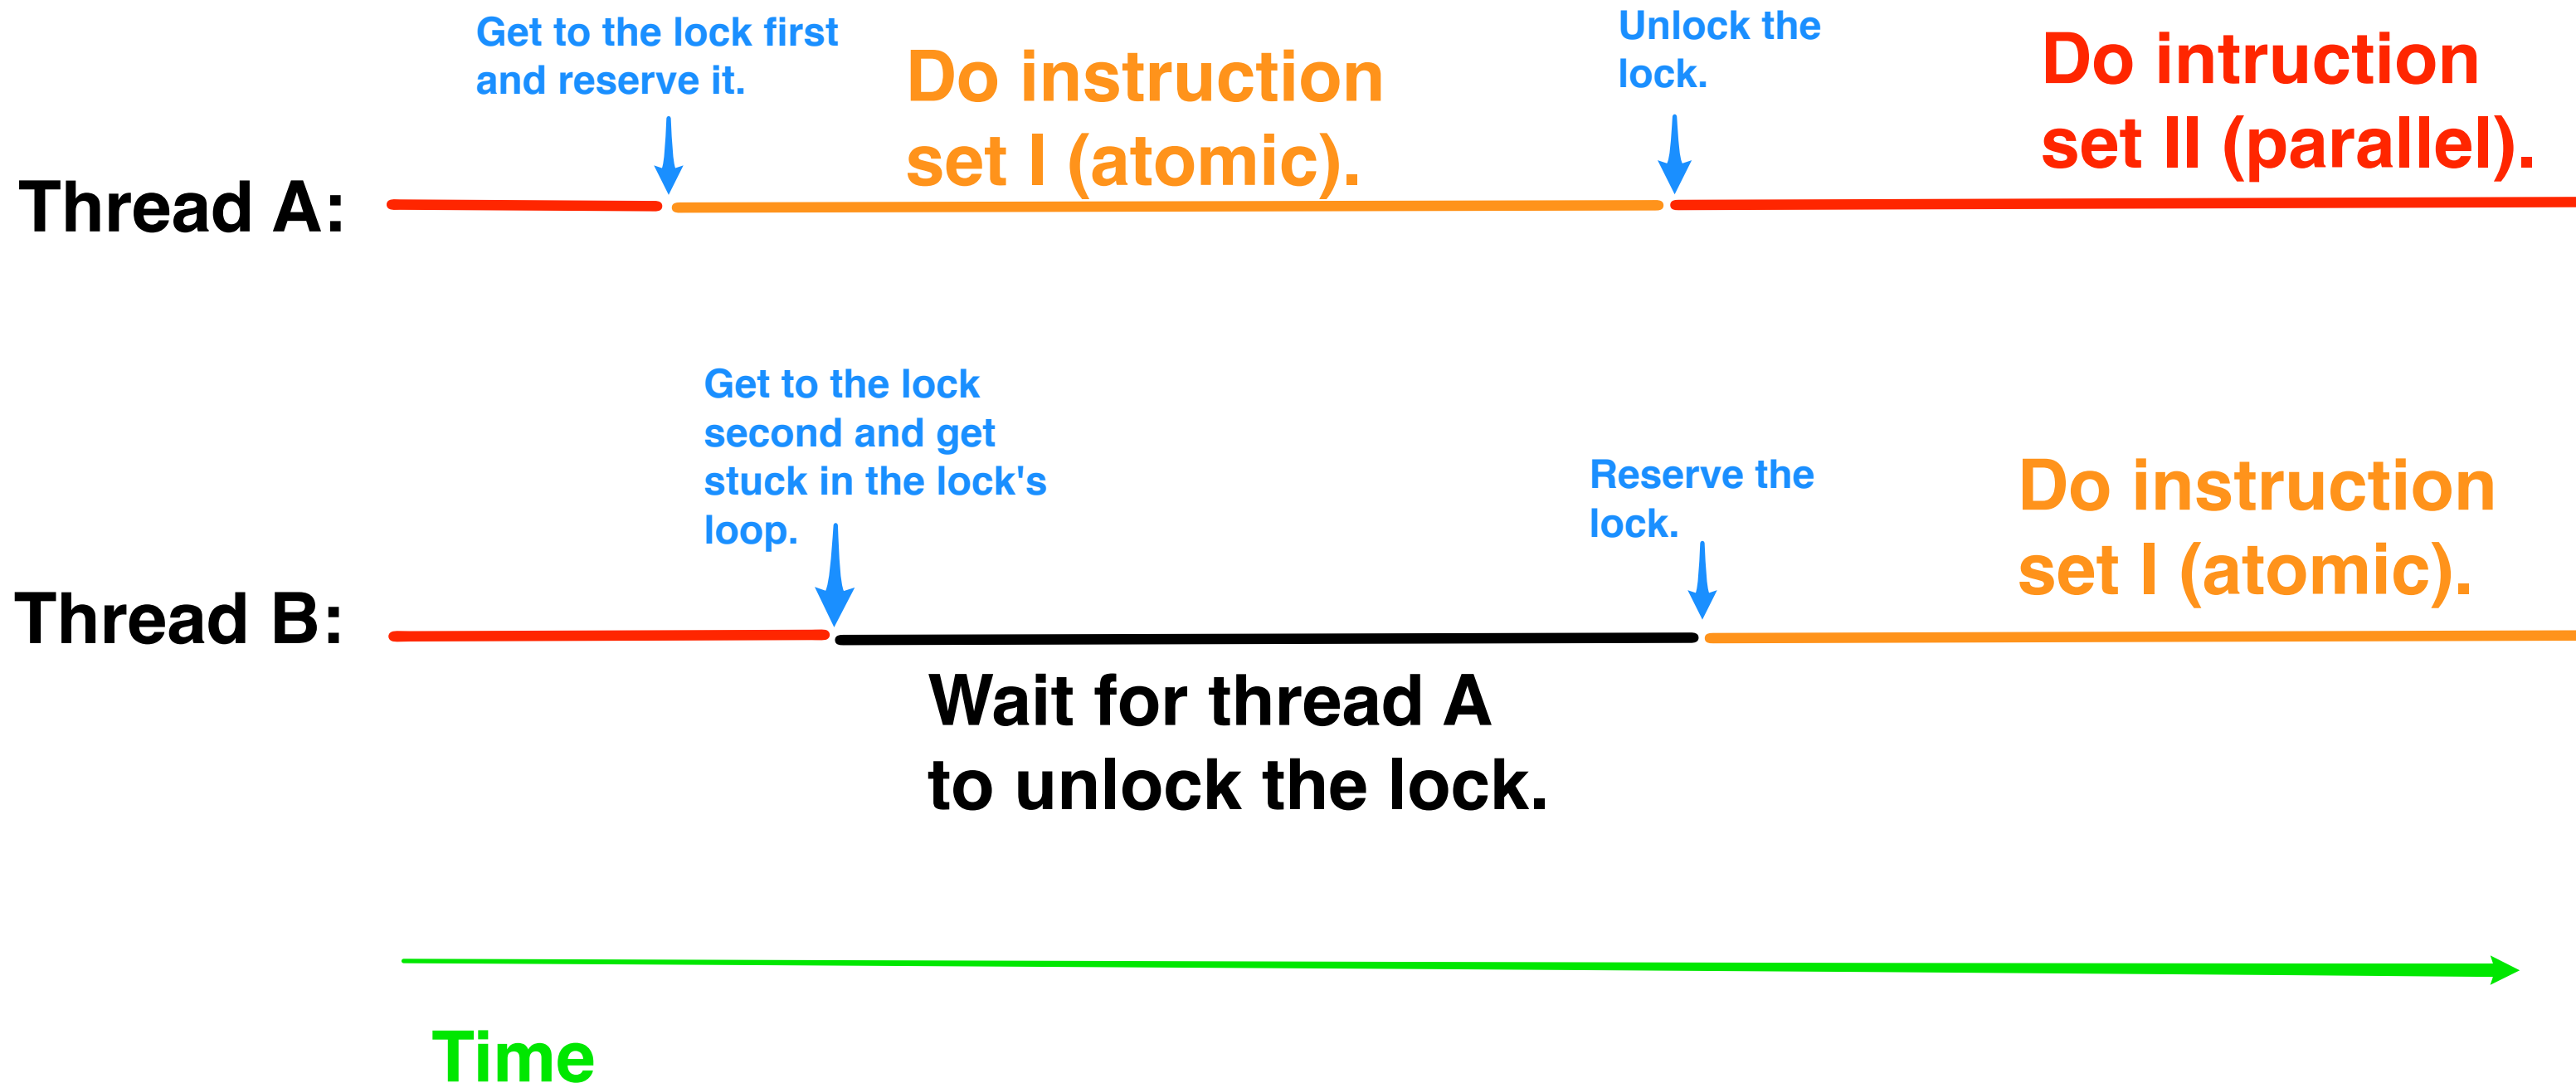 Get to the lock first
and reserve it.
Do instruction
set I (atomic).
Unlock the
lock.
Do intruction
set II (parallel).
Thread A:
Get to the lock
second and get
stuck in the lock's
loop.
Reserve the
lock.
Do instruction
set I (atomic).
Thread B:
Wait for thread A
to unlock the lock.
Time